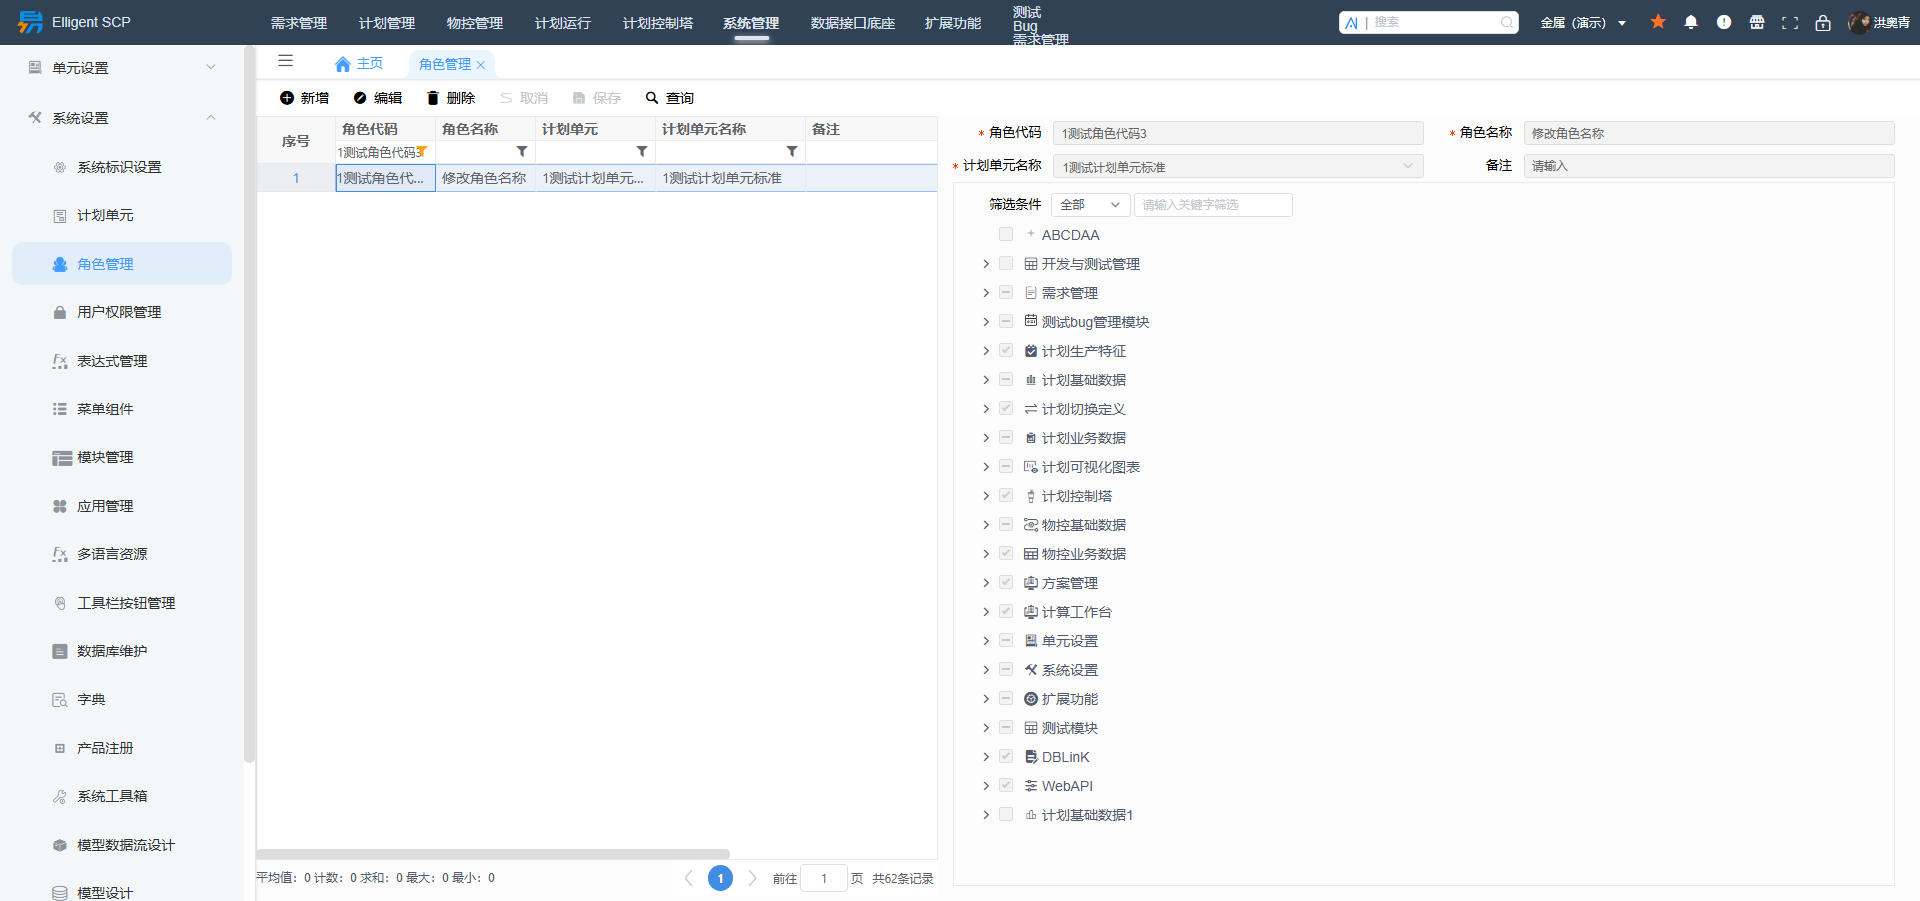 Elligent SCP
需求管理
计划管理
物控管理
计划运行
计划控制塔
系统管理
数据接口底座
扩展功能
测试
Bug
需求管理
AI | 搜索
金属（演示）
洪奥青
单元设置
系统设置
系统标识设置
计划单元
角色管理
用户权限管理
表达式管理
菜单组件
模块管理
应用管理
多语言资源
工具栏按钮管理
数据库维护
字典
产品注册
系统工具箱
模型数据流设计
模型设计
主页
角色管理
新增
编辑
删除
取消
保存
查询
序号 角色代码 角色名称 计划单元 计划单元名称 备注
1测试角色代码3
1 1测试角色代... 修改角色名称 1测试计划单元... 1测试计划单元标准
平均值: 0 计数: 0 求和: 0 最大: 0 最小: 0
1
前往 1 页 共62条记录
* 角色代码 1测试角色代码3
* 角色名称 修改角色名称
* 计划单元名称 1测试计划单元标准
备注 请输入
筛选条件 全部 请输入关键字筛选
ABCDAA
开发与测试管理
需求管理
测试bug管理模块
计划生产特征
计划基础数据
计划切换定义
计划业务数据
计划可视化图表
计划控制塔
物控基础数据
物控业务数据
方案管理
计算工作台
单元设置
系统设置
扩展功能
测试模块
DBLinK
WebAPI
计划基础数据1